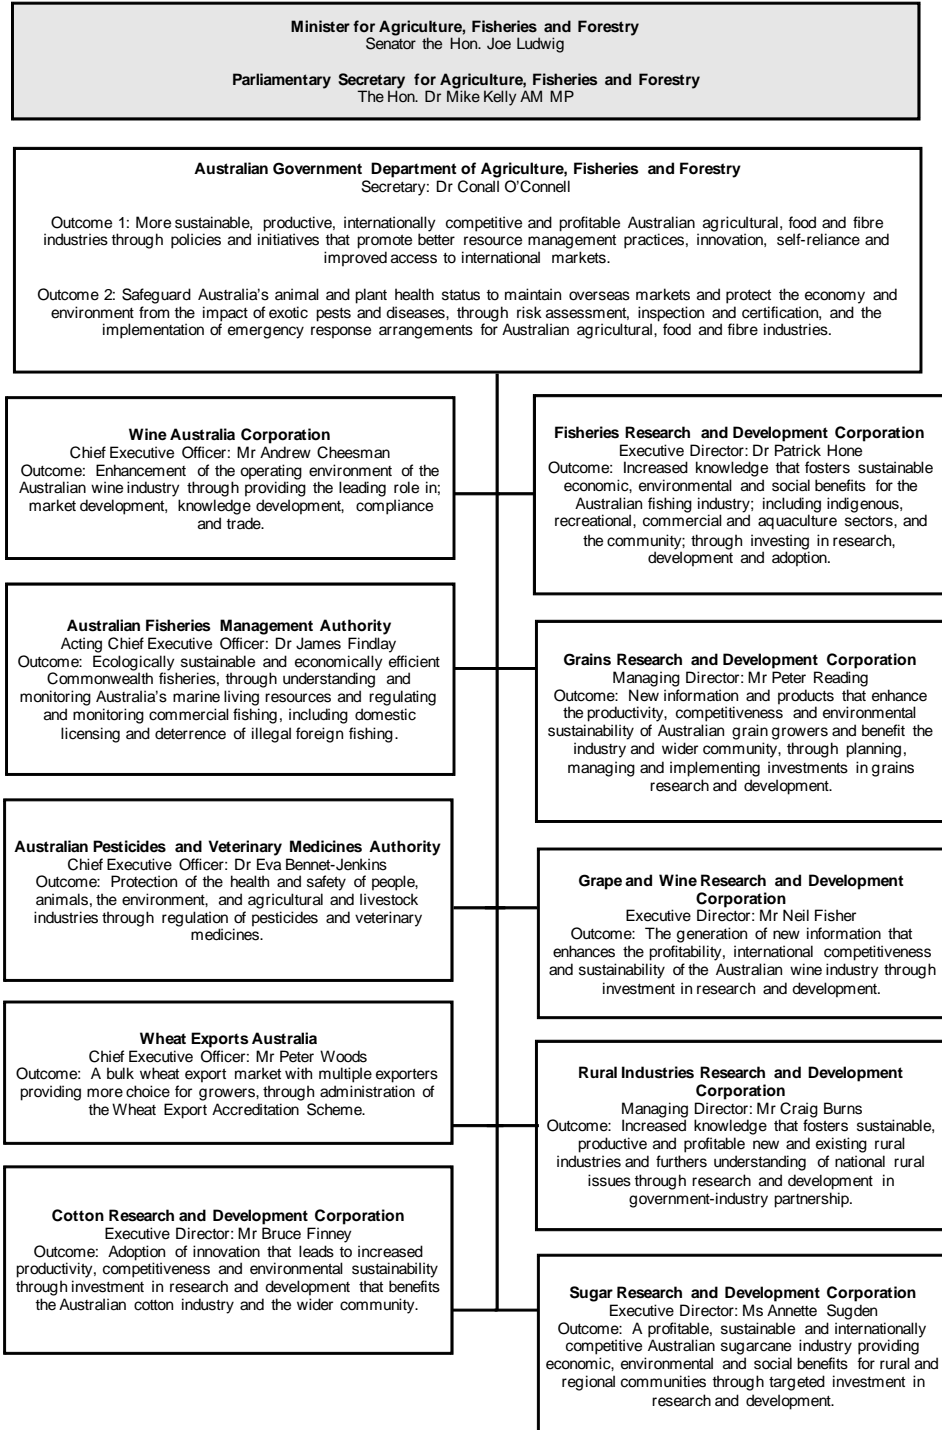 Minister for Agriculture, Fisheries and Forestry
Senator the Hon. Joe Ludwig
Parliamentary Secretary for Agriculture, Fisheries and Forestry
The Hon. Dr Mike Kelly AM MP
Australian Government Department of Agriculture, Fisheries and Forestry
Secretary: Dr Conall O'Connell
Outcome 1: More sustainable, productive, internationally competitive and profitable Australian agricultural, food and fibre
industries through policies and initiatives that promote better resource management practices, innovation, self-reliance and
improved access to international markets.
Outcome 2: Safeguard Australia's animal and plant health status to maintain overseas markets and protect the economy and
environment from the impact of exotic pests and diseases, through risk assessment, inspection and certification, and the
implementation of emergency response arrangements for Australian agricultural, food and fibre industries.
Wine Australia Corporation
Chief Executive Officer: Mr Andrew Cheesman
Outcome: Enhancement of the operating environment of the
Australian wine industry through providing the leading role in;
market development, knowledge development, compliance
and trade.
Fisheries Research and Development Corporation
Executive Director: Dr Patrick Hone
Outcome: Increased knowledge that fosters sustainable
economic, environmental and social benefits for the
Australian fishing industry; including indigenous,
recreational, commercial and aquaculture sectors, and
the community; through investing in research,
development and adoption.
Australian Fisheries Management Authority
Acting Chief Executive Officer: Dr James Findlay
Outcome: Ecologically sustainable and economically efficient
Commonwealth fisheries, through understanding and
monitoring Australia's marine living resources and regulating
and monitoring commercial fishing, including domestic
licensing and deterrence of illegal foreign fishing.
Grains Research and Development Corporation
Managing Director: Mr Peter Reading
Outcome: New information and products that enhance
the productivity, competitiveness and environmental
sustainability of Australian grain growers and benefit the
industry and wider community, through planning,
managing and implementing investments in grains
research and development.
Australian Pesticides and Veterinary Medicines Authority
Chief Executive Officer: Dr Eva Bennet-Jenkins
Outcome: Protection of the health and safety of people,
animals, the environment, and agricultural and livestock
industries through regulation of pesticides and veterinary
medicines.
Grape and Wine Research and Development
Corporation
Executive Director: Mr Neil Fisher
Outcome: The generation of new information that
enhances the profitability, international competitiveness
and sustainability of the Australian wine industry through
investment in research and development.
Wheat Exports Australia
Chief Executive Officer: Mr Peter Woods
Outcome: A bulk wheat export market with multiple exporters
providing more choice for growers, through administration of
the Wheat Export Accreditation Scheme.
Rural Industries Research and Development
Corporation
Managing Director: Mr Craig Burns
Outcome: Increased knowledge that fosters sustainable,
productive and profitable new and existing rural
industries and furthers understanding of national rural
issues through research and development in
government-industry partnership.
Cotton Research and Development Corporation
Executive Director: Mr Bruce Finney
Outcome: Adoption of innovation that leads to increased
productivity, competitiveness and environmental sustainability
through investment in research and development that benefits
the Australian cotton industry and the wider community.
Sugar Research and Development Corporation
Executive Director: Ms Annette Sugden
Outcome: A profitable, sustainable and internationally
competitive Australian sugarcane industry providing
economic, environmental and social benefits for rural and
regional communities through targeted investment in
research and development.